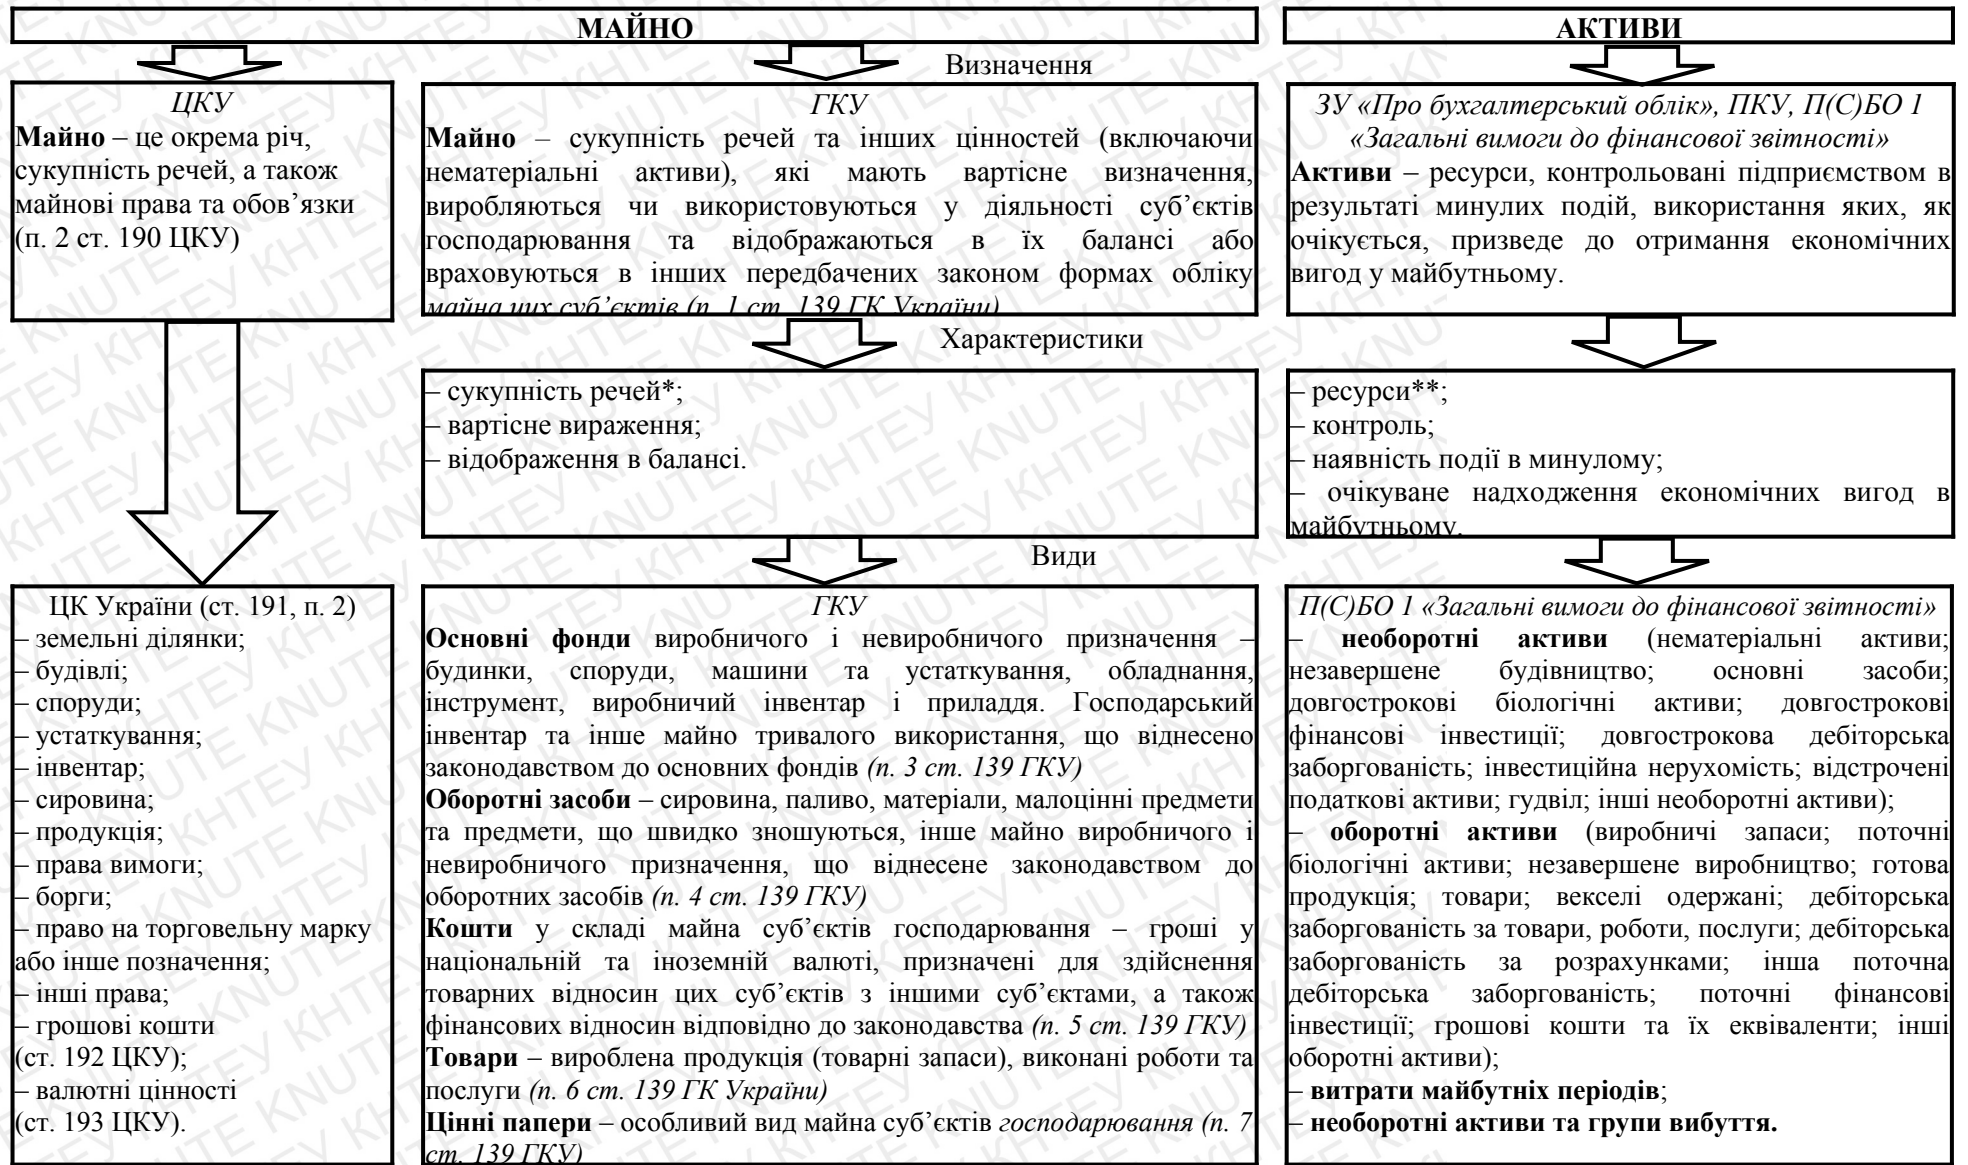 МАЙНО
АКТИВИ
Визначення
ЦКУ
Майно – це окрема річ,
сукупність речей, а також
майнові права та обов’язки
(п. 2 ст. 190 ЦКУ)
ГКУ
Майно – сукупність речей та інших цінностей (включаючи
нематеріальні активи), які мають вартісне визначення,
виробляються чи використовуються у діяльності суб’єктів
господарювання та відображаються в їх балансі або
враховуються в інших передбачених законом формах обліку
майна цих суб’єктів (п. 1 ст. 139 ГК України)
ЗУ «Про бухгалтерський облік», ПКУ, П(С)БО 1
«Загальні вимоги до фінансової звітності»
Активи – ресурси, контрольовані підприємством в
результаті минулих подій, використання яких, як
очікується, призведе до отримання економічних
вигод у майбутньому.
Характеристики
– сукупність речей*;
– вартісне вираження;
– відображення в балансі.
– ресурси**;
– контроль;
– наявність події в минулому;
– очікуване надходження економічних вигод в
майбутньому.
Види
ЦК України (ст. 191, п. 2)
– земельні ділянки;
– будівлі;
– споруди;
– устаткування;
– інвентар;
– сировина;
– продукція;
– права вимоги;
– борги;
– право на торговельну марку
або інше позначення;
– інші права;
– грошові кошти
(ст. 192 ЦКУ);
– валютні цінності
(ст. 193 ЦКУ).
ГКУ
Основні фонди виробничого і невиробничого призначення –
будинки, споруди, машини та устаткування, обладнання,
інструмент, виробничий інвентар і приладдя. Господарський
інвентар та інше майно тривалого використання, що віднесено
законодавством до основних фондів (п. 3 ст. 139 ГКУ)
Оборотні засоби – сировина, паливо, матеріали, малоцінні предмети
та предмети, що швидко зношуються, інше майно виробничого і
невиробничого призначення, що віднесене законодавством до
оборотних засобів (п. 4 ст. 139 ГКУ)
Кошти у складі майна суб’єктів господарювання – гроші у
національній та іноземній валюті, призначені для здійснення
товарних відносин цих суб’єктів з іншими суб’єктами, а також
фінансових відносин відповідно до законодавства (п. 5 ст. 139 ГКУ)
Товари – вироблена продукція (товарні запаси), виконані роботи та
послуги (п. 6 ст. 139 ГК України)
Цінні папери – особливий вид майна суб’єктів господарювання (п. 7
ст. 139 ГКУ)
П(С)БО 1 «Загальні вимоги до фінансової звітності»
– необоротні активи (нематеріальні активи;
незавершене будівництво; основні засоби;
довгострокові біологічні активи; довгострокові
фінансові інвестиції; довгострокова дебіторська
заборгованість; інвестиційна нерухомість; відстрочені
податкові активи; гудвіл; інші необоротні активи);
– оборотні активи (виробничі запаси; поточні
біологічні активи; незавершене виробництво; готова
продукція; товари; векселі одержані; дебіторська
заборгованість за товари, роботи, послуги; дебіторська
заборгованість за розрахунками; інша поточна
дебіторська заборгованість; поточні фінансові
інвестиції; грошові кошти та їх еквіваленти; інші
оборотні активи);
– витрати майбутніх періодів;
– необоротні активи та групи вибуття.